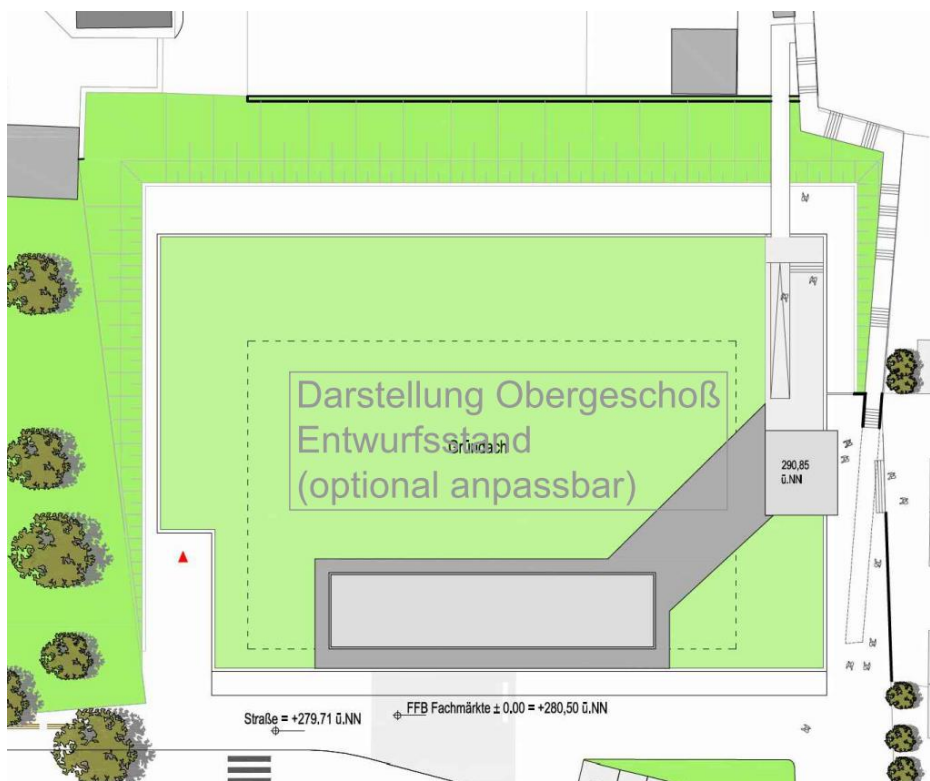 Darstellung Obergeschoß
Entwurfsstand
Gründach
(optional anpassbar)
290,85
ü.NN
Straße = +279.71 ü.NN
FFB Fachmärkte ± 0.00 = +280,50 ü.NN